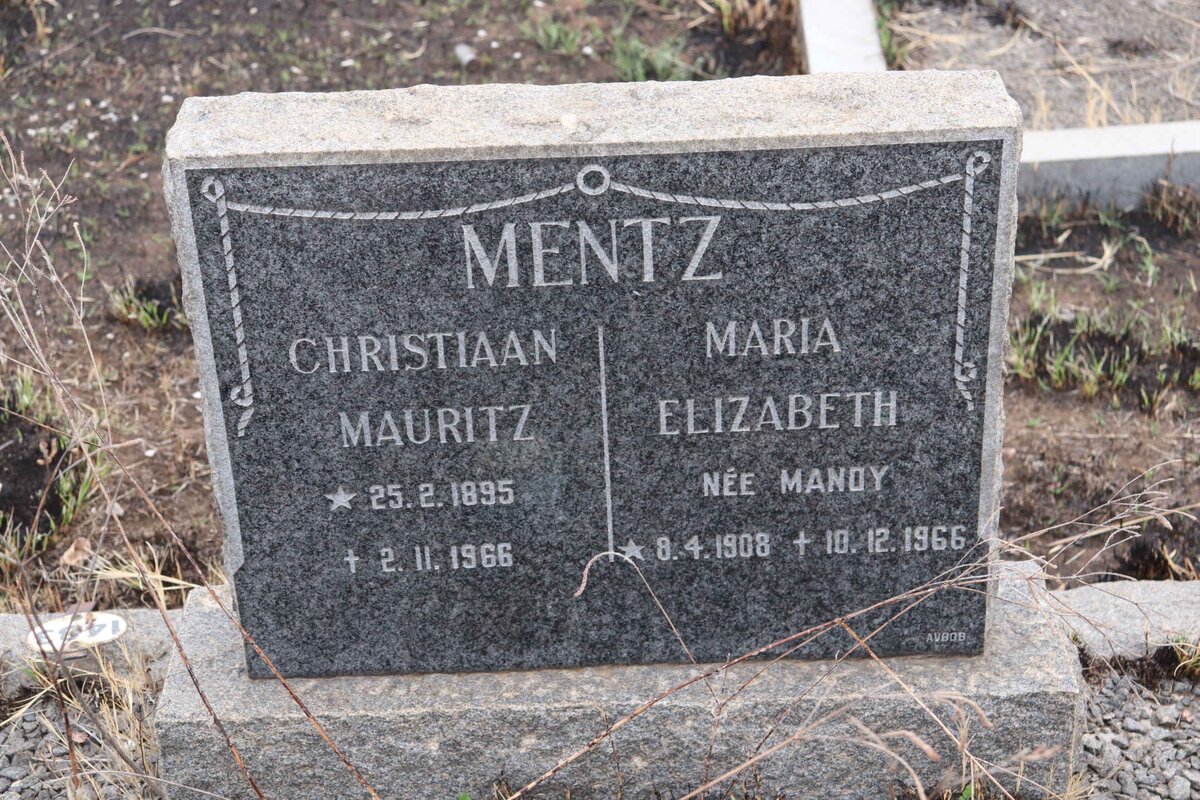 MENTZ
CHRISTIAAN
MAURITZ
★ 25.2.1895
✝ 2.11.1966
MARIA
ELIZABETH
NÉE MANDY
★ 8.4.1908 ✝ 10.12.1966
AVBOB